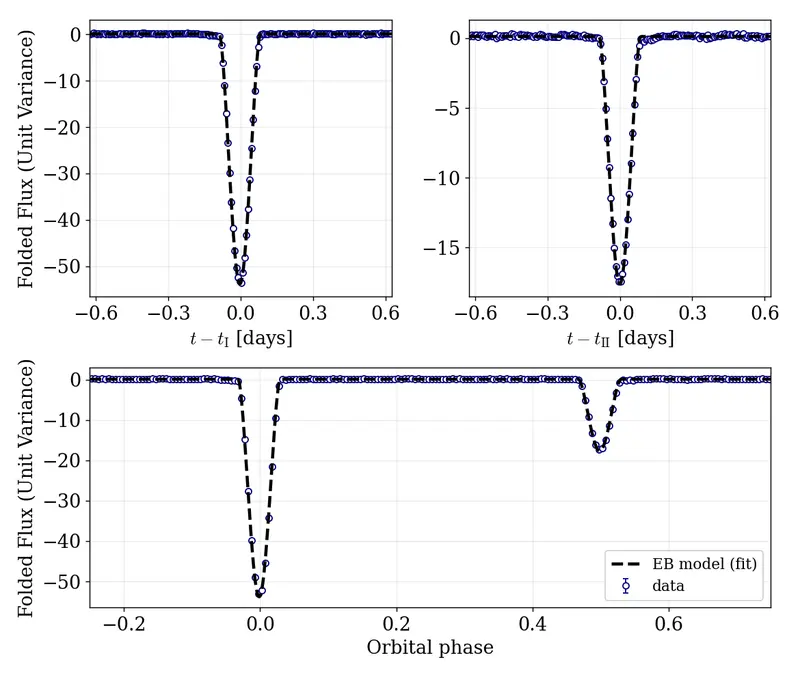 Folded Flux (Unit Variance)
0
−10
−20
−30
−40
−50
−0.6 −0.3 0.0 0.3 0.6
t − tI [days]
0
−5
−10
−15
−0.6 −0.3 0.0 0.3 0.6
t − tII [days]
Folded Flux (Unit Variance)
0
−10
−20
−30
−40
−50
−0.2 0.0 0.2 0.4 0.6
Orbital phase
EB model (fit)
data